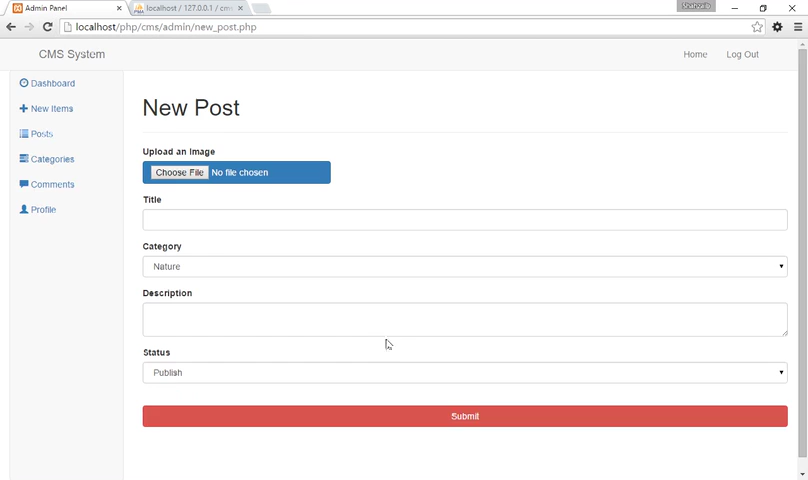 Admin Panel
localhost / 127.0.0.1 / cms
Shahzaib
localhost/php/cms/admin/new_post.php
CMS System
Home
Log Out
Dashboard
New Items
Posts
Categories
Comments
Profile
New Post
Upload an Image
Choose File No file chosen
Title
Category
Nature
Description
Status
Publish
Submit